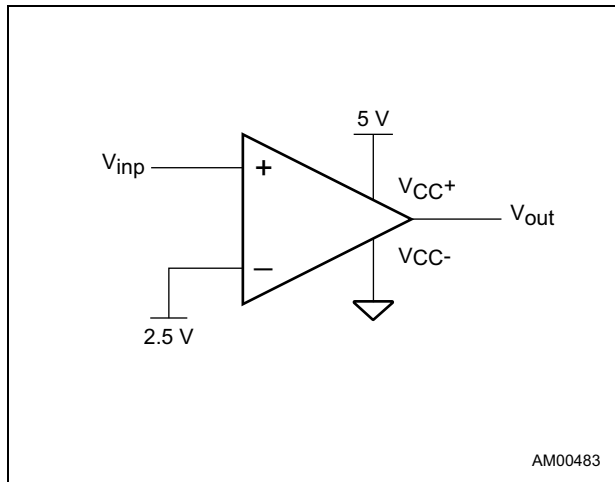 5 V
Vinp
+
VCC+
Vout
VCC-
−
2.5 V
AM00483